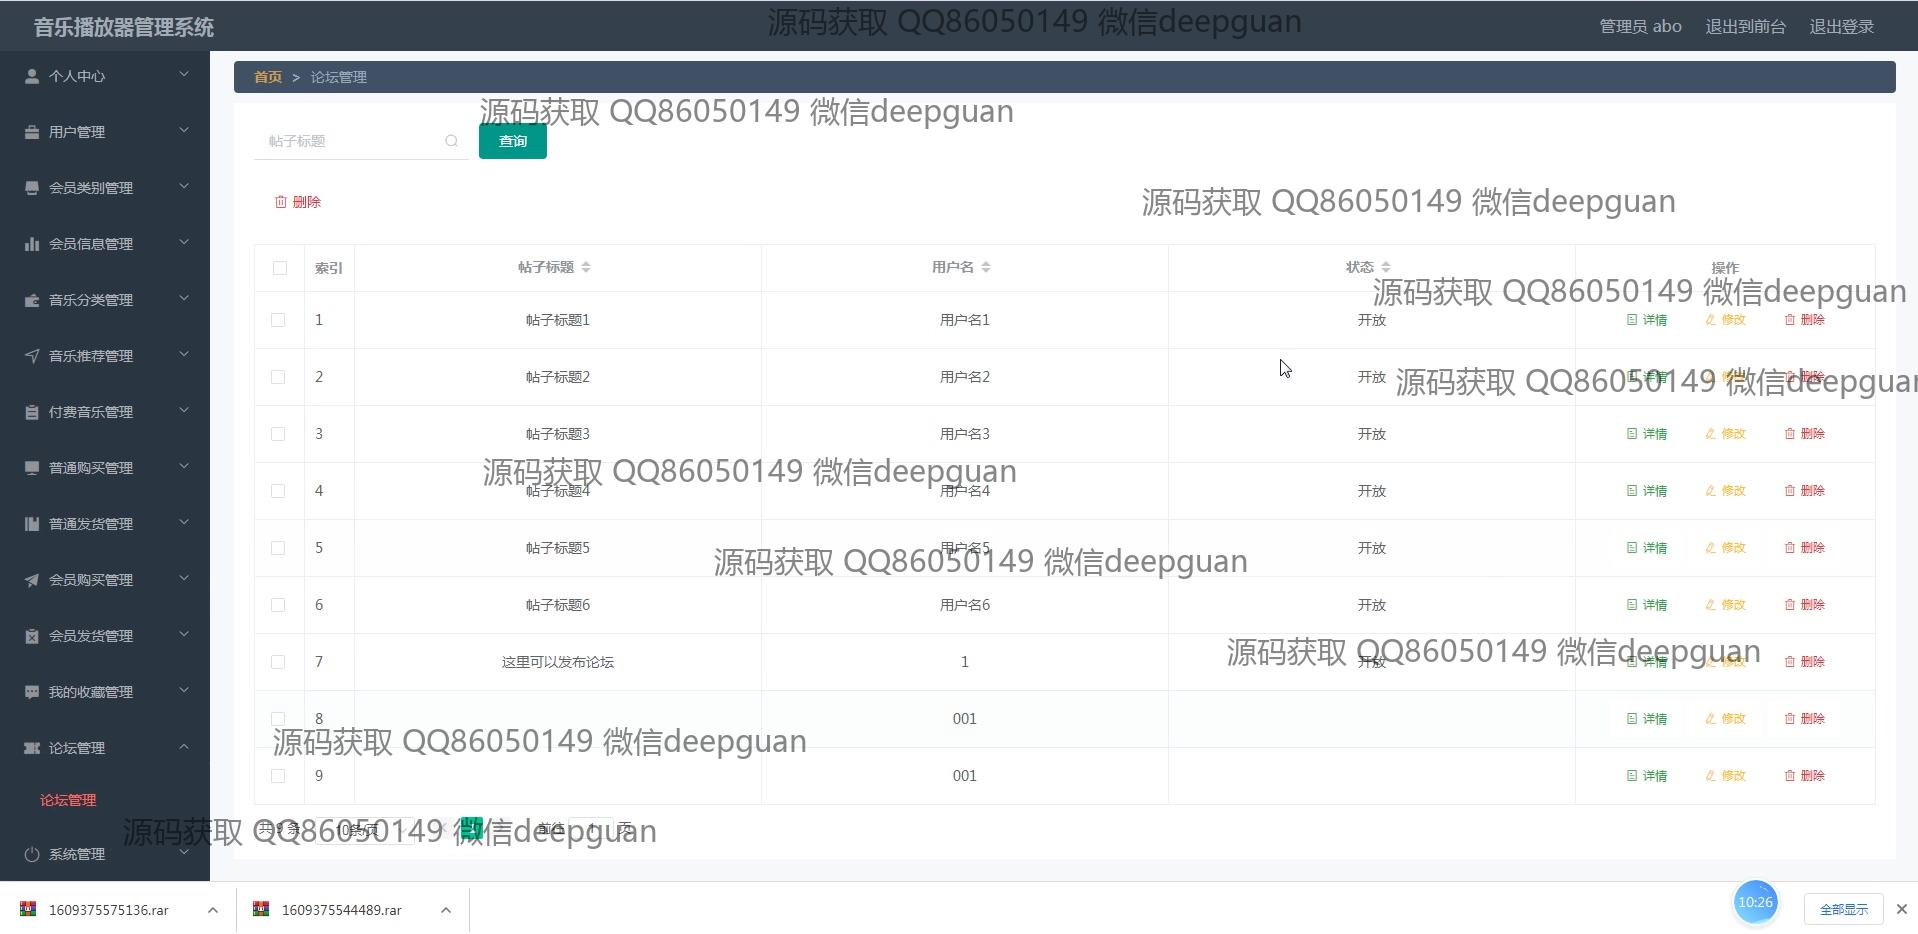 音乐播放器管理系统
源码获取 QQ86050149 微信deepguan
管理员 abo 退出到前台 退出登录
个人中心
首页 > 论坛管理
源码获取 QQ86050149 微信deepguan
用户管理
帖子标题 查询
会员类别管理
删除
源码获取 QQ86050149 微信deepguan
会员信息管理
索引 帖子标题 用户名 状态 操作
源码获取 QQ86050149 微信deepguan
音乐分类管理
1 帖子标题1 用户名1 开放 详情 修改 删除
音乐推荐管理
2 帖子标题2 用户名2 开放 详情 修改 删除
源码获取 QQ86050149 微信deepguan
付费音乐管理
3 帖子标题3 用户名3 开放 详情 修改 删除
普通购买管理
源码获取 QQ86050149 微信deepguan
4 帖子标题4 用户名4 开放 详情 修改 删除
普通发货管理
5 帖子标题5 用户名5 开放 详情 修改 删除
源码获取 QQ86050149 微信deepguan
会员购买管理
6 帖子标题6 用户名6 开放 详情 修改 删除
会员发货管理
源码获取 QQ86050149 微信deepguan
7 这里可以发布论坛 1 开放 详情 修改 删除
我的收藏管理
8 001 详情 修改 删除
源码获取 QQ86050149 微信deepguan
论坛管理
9 001 详情 修改 删除
论坛管理
共 9 条 10条/页 1 前往 1 页
源码获取 QQ86050149 微信deepguan
系统管理
1609375575136.rar 1609375544489.rar 10:26 全部显示